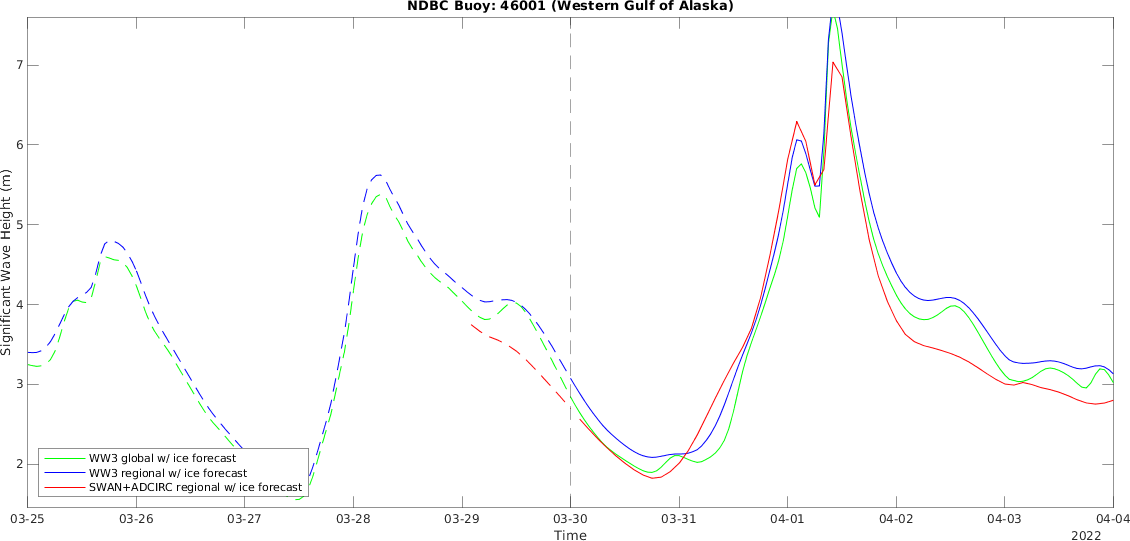 NDBC Buoy: 46001 (Western Gulf of Alaska)
Significant Wave Height (m)
7
6
5
4
3
2
WW3 global w/ ice forecast
WW3 regional w/ ice forecast
SWAN+ADCIRC regional w/ ice forecast
03-25 03-26 03-27 03-28 03-29 03-30 03-31 04-01 04-02 04-03 04-04
Time
2022